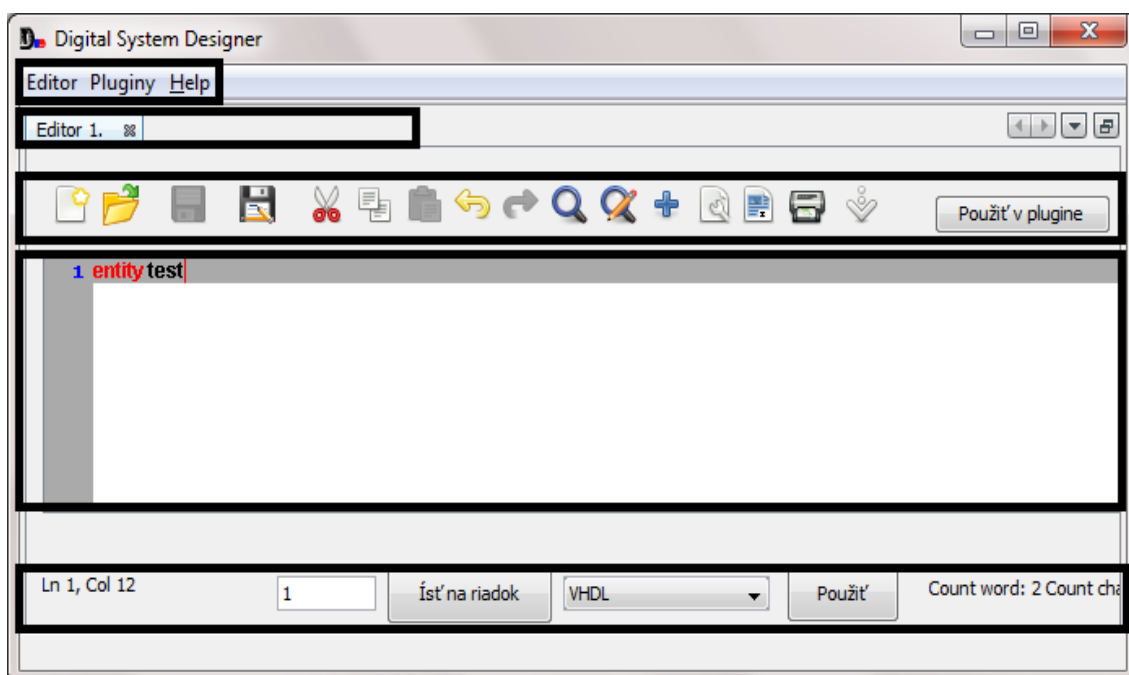 Digital System Designer
Editor Pluginy Help
Editor 1.
Použiť v plugine
1 entity test
Ln 1, Col 12 1 Ísť na riadok VHDL Použiť Count word: 2 Count cha